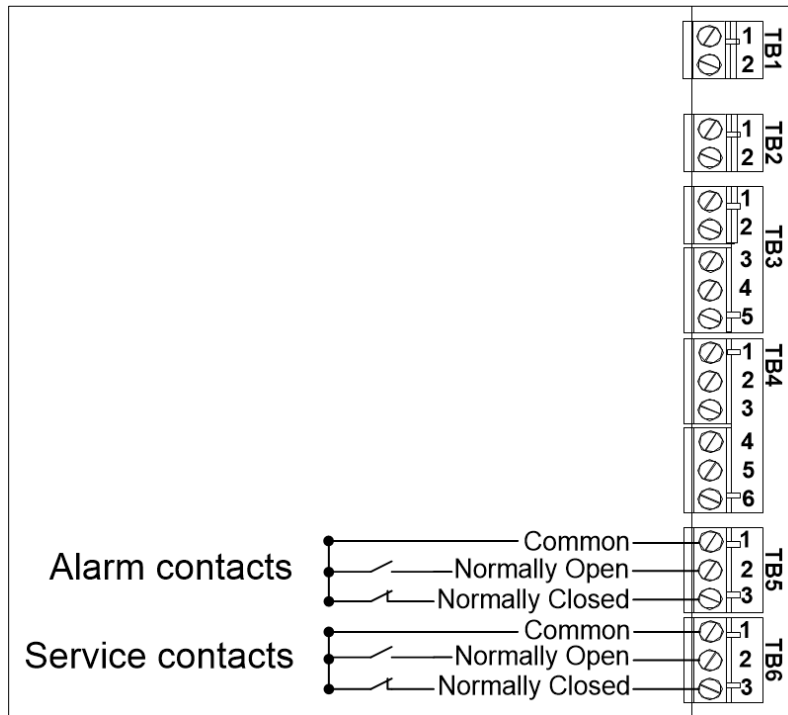 1
2
TB1
1
2
TB2
1
2
3
4
5
TB3
1
2
3
4
5
6
TB4
Alarm contacts
Common 1
Normally Open 2
Normally Closed 3
TB5
Service contacts
Common 1
Normally Open 2
Normally Closed 3
TB6